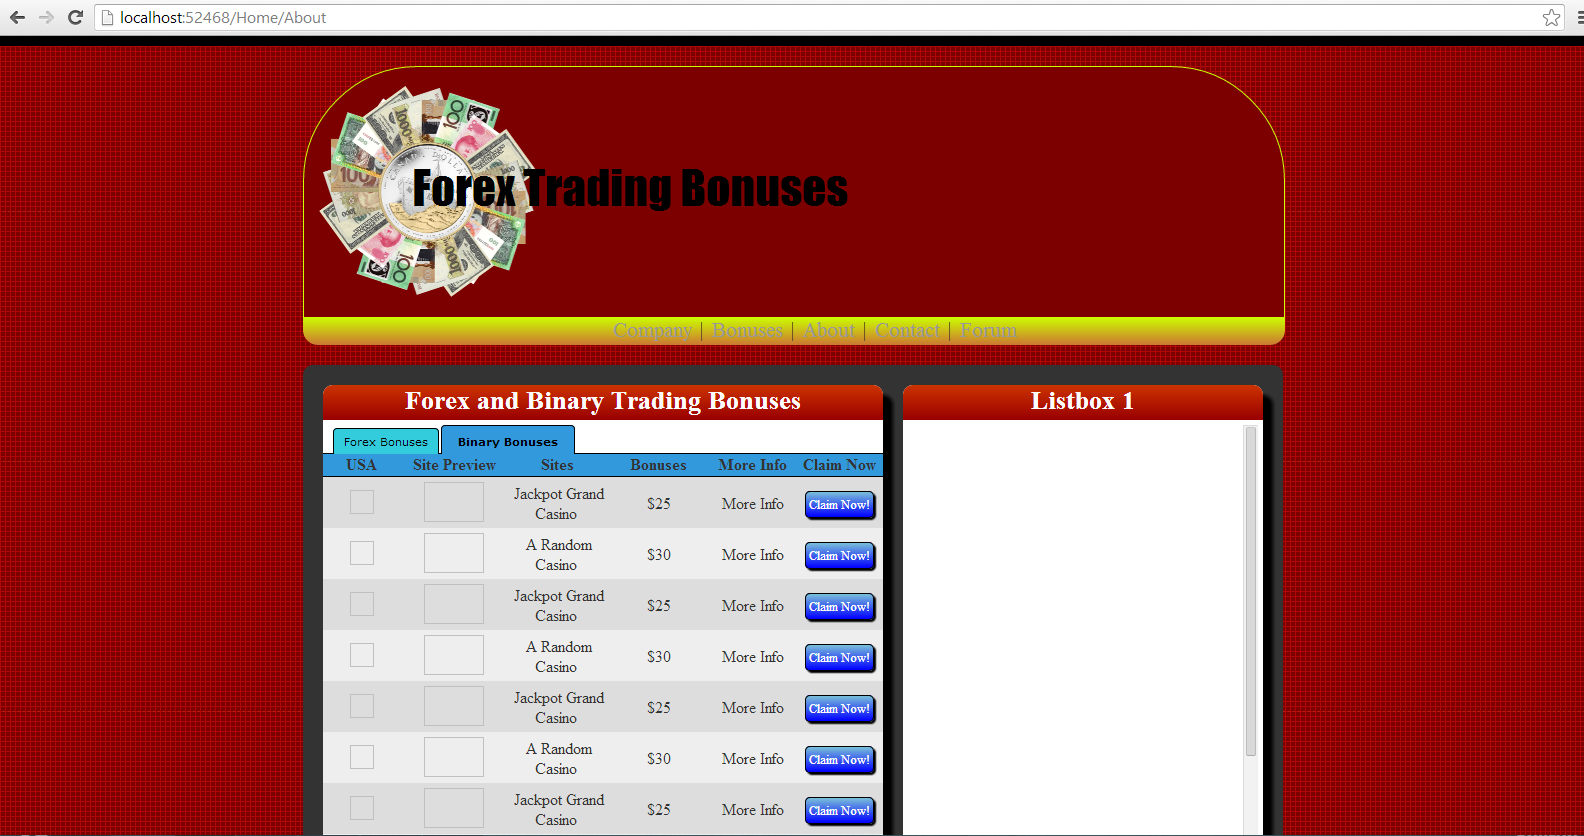 localhost:52468/Home/About
Forex Trading Bonuses
Company | Bonuses | About | Contact | Forum
Forex and Binary Trading Bonuses
Forex Bonuses Binary Bonuses
USA Site Preview Sites Bonuses More Info Claim Now
Jackpot Grand
Casino $25 More Info Claim Now!
A Random
Casino $30 More Info Claim Now!
Jackpot Grand
Casino $25 More Info Claim Now!
A Random
Casino $30 More Info Claim Now!
Jackpot Grand
Casino $25 More Info Claim Now!
A Random
Casino $30 More Info Claim Now!
Jackpot Grand
Casino $25 More Info Claim Now!
Listbox 1